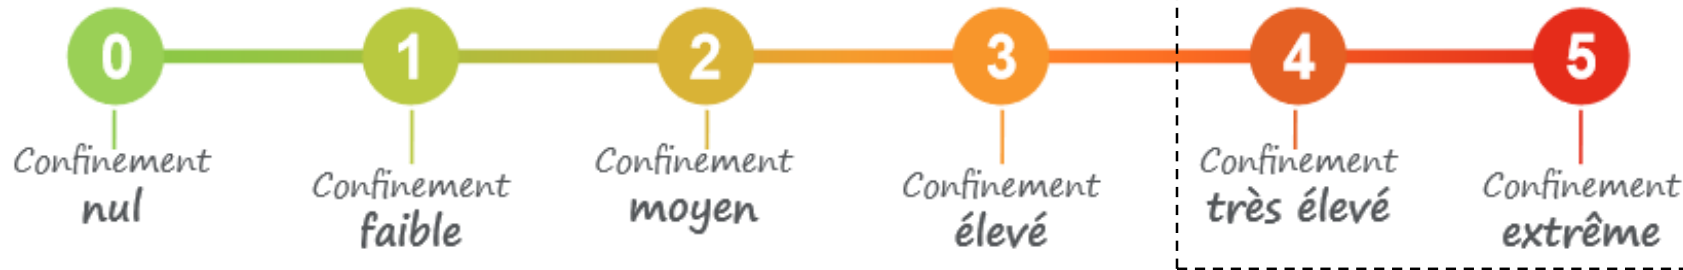 0
1
2
3
4
5
Confinement
nul
Confinement
faible
Confinement
moyen
Confinement
élevé
Confinement
très élevé
Confinement
extrême